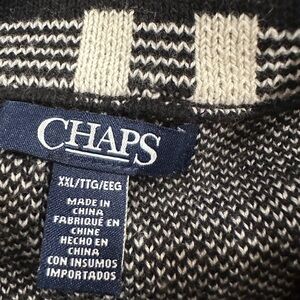 CHAPS
XXL/TTG/EEG
MADE IN
CHINA
FABRIQUÉ EN
CHINE
HECHO EN
CHINA
CON INSUMOS
IMPORTADOS